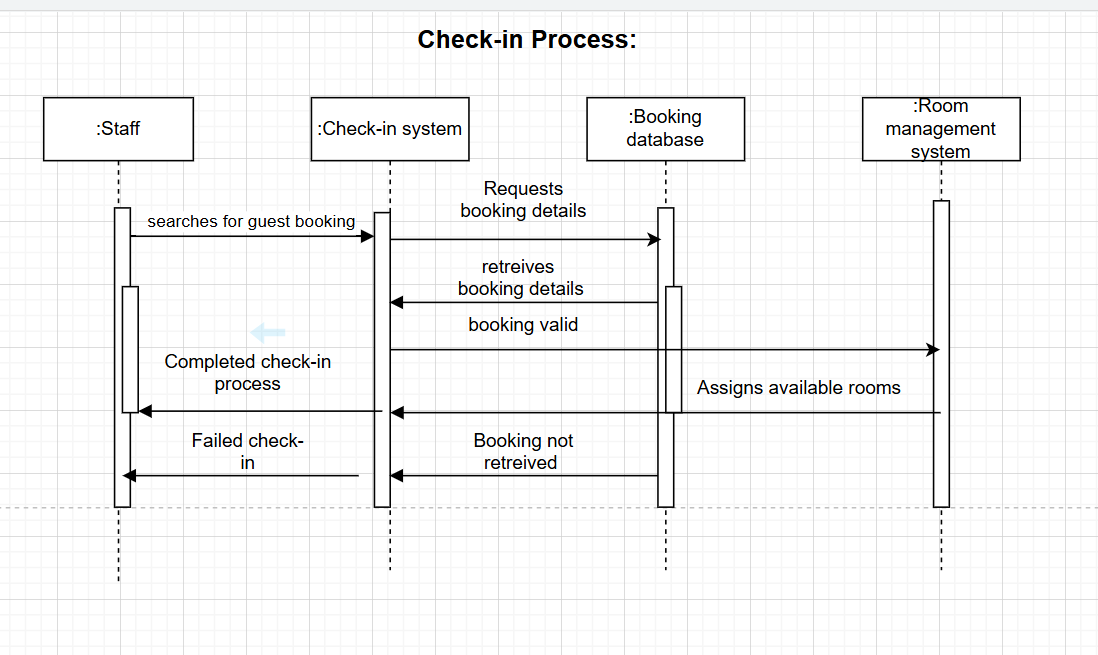 Check-in Process:
:Staff
:Check-in system
:Booking
database
:Room
management
system
Requests
booking details
searches for guest booking
retreives
booking details
booking valid
Completed check-in
process
Assigns available rooms
Failed check-
in
Booking not
retreived